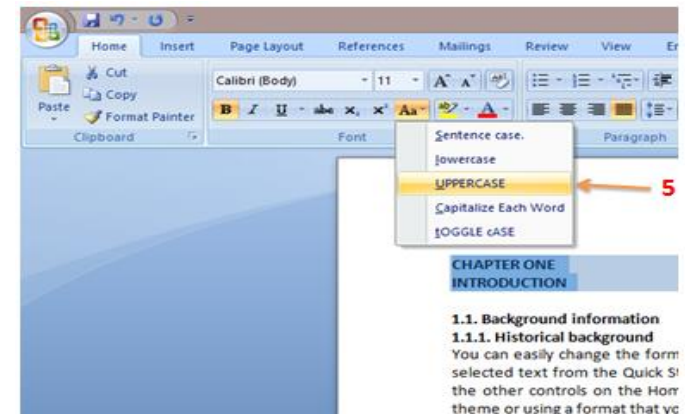 Home Insert Page Layout References Mailings Review View
Cut
Calibri (Body) 11 A A
Copy
Paste
Format Painter
B I U abe x, x² Aa A
Clipboard Font Paragraph
Sentence case.
lowercase
UPPERCASE
5
Capitalize Each Word
tOGGLE cASE
CHAPTER ONE
INTRODUCTION
1.1. Background information
1.1.1. Historical background
You can easily change the form
selected text from the Quick
the other controls on the
theme or using a format that